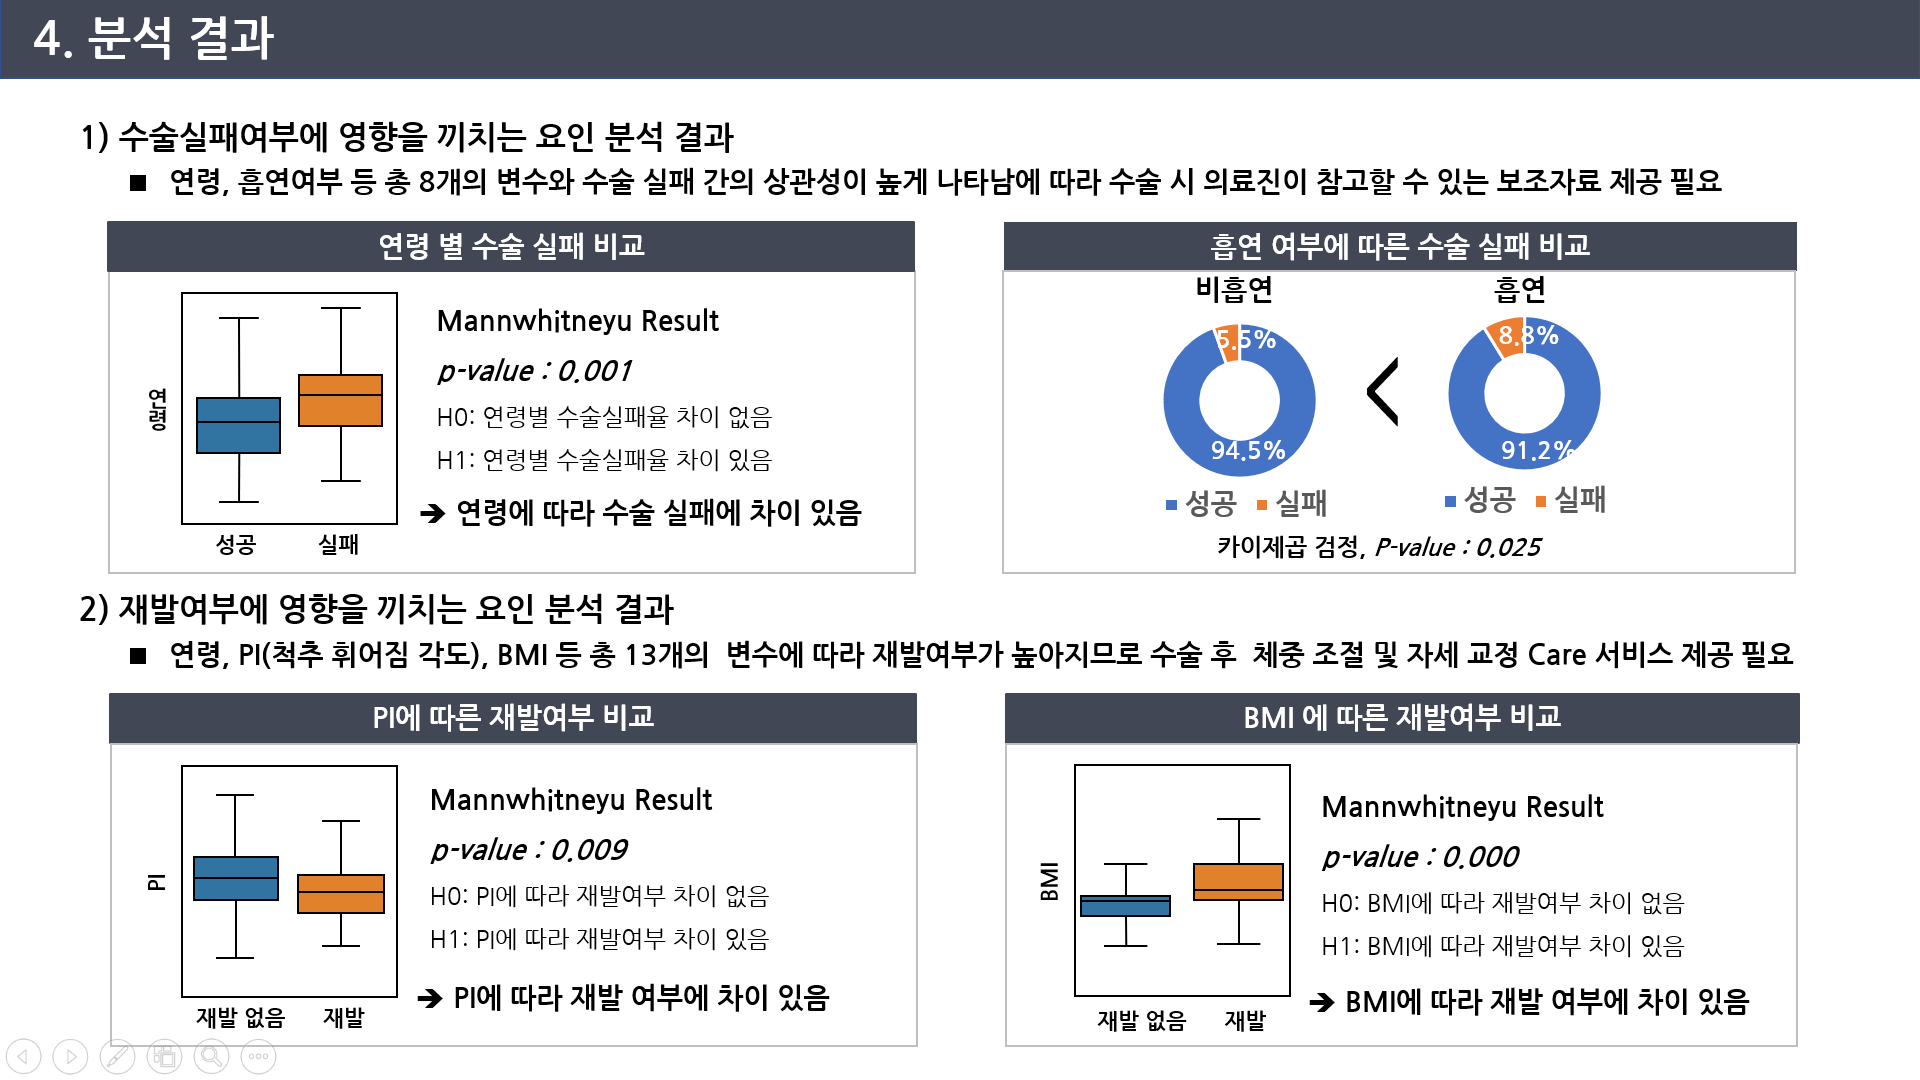 4. 분석 결과
1) 수술실패여부에 영향을 끼치는 요인 분석 결과
■ 연령, 흡연여부 등 총 8개의 변수와 수술 실패 간의 상관성이 높게 나타남에 따라 수술 시 의료진이 참고할 수 있는 보조자료 제공 필요
연령 별 수술 실패 비교
연령
성공 실패
Mannwhitneyu Result
p-value : 0.001
H0: 연령별 수술실패율 차이 없음
H1: 연령별 수술실패율 차이 있음
➔ 연령에 따라 수술 실패에 차이 있음
흡연 여부에 따른 수술 실패 비교
비흡연
5.5%
94.5%
성공 실패
<
흡연
8.8%
91.2%
성공 실패
카이제곱 검정, P-value : 0.025
2) 재발여부에 영향을 끼치는 요인 분석 결과
■ 연령, PI(척추 휘어짐 각도), BMI 등 총 13개의 변수에 따라 재발여부가 높아지므로 수술 후 체중 조절 및 자세 교정 Care 서비스 제공 필요
PI에 따른 재발여부 비교
PI
재발 없음 재발
Mannwhitneyu Result
p-value : 0.009
H0: PI에 따라 재발여부 차이 없음
H1: PI에 따라 재발여부 차이 있음
➔ PI에 따라 재발 여부에 차이 있음
BMI 에 따른 재발여부 비교
BMI
재발 없음 재발
Mannwhitneyu Result
p-value : 0.000
H0: BMI에 따라 재발여부 차이 없음
H1: BMI에 따라 재발여부 차이 있음
➔ BMI에 따라 재발 여부에 차이 있음